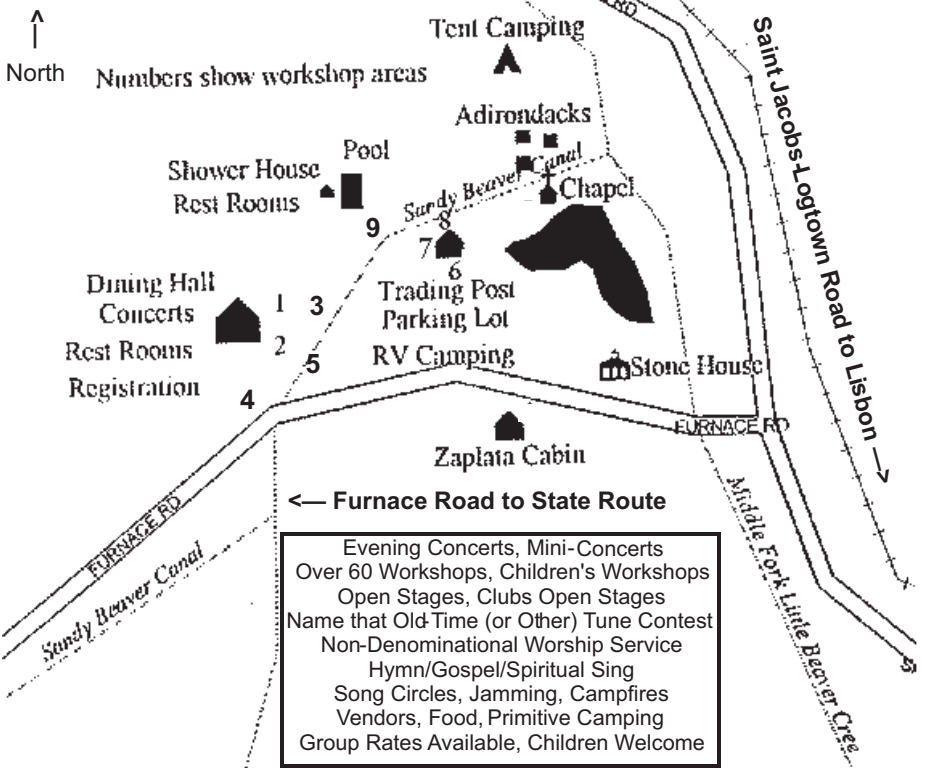 RD
Tent Camping
North
Numbers show workshop areas
Saint Jacobs-Logtown Road to Lisbon
Adirondacks
Pool
Shower House
Rest Rooms
Sandy Beaver Canal
Chapel
9
8
7
6
Dining Hall
Concerts
1
3
2
Trading Post
Parking Lot
Rest Rooms
5
RV Camping
Stone House
Registration
4
FURNACE RD
Zaplata Cabin
<— Furnace Road to State Route
FURNACE RD
Sandy Beaver Canal
Middle Fork Little Beaver Cree
Evening Concerts, Mini-Concerts
Over 60 Workshops, Children's Workshops
Open Stages, Clubs Open Stages
Name that Old-Time (or Other) Tune Contest
Non-Denominational Worship Service
Hymn/Gospel/Spiritual Sing
Song Circles, Jamming, Campfires
Vendors, Food, Primitive Camping
Group Rates Available, Children Welcome